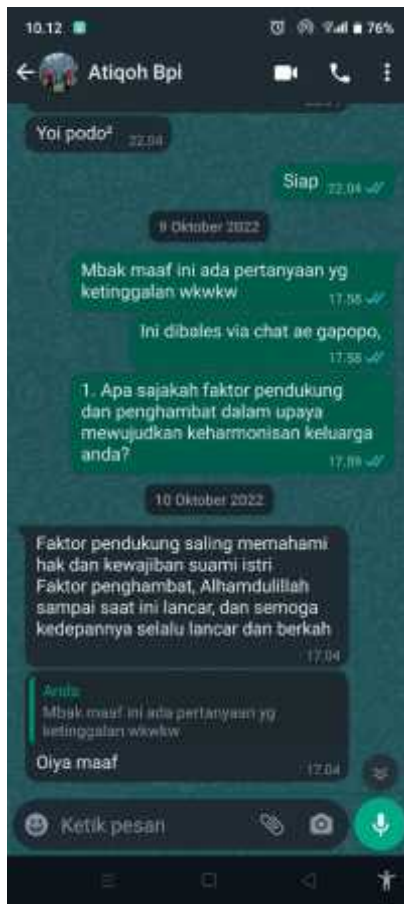 10.12
76%
Atiqoh Bpi
Yoi podo²
22.04
Siap 22.04
9 Oktober 2022
Mbak maaf ini ada pertanyaan yg
ketinggalan wkwkw
17.58
Ini dibales via chat ae gapopo,
17.58
1. Apa sajakah faktor pendukung
dan penghambat dalam upaya
mewujudkan keharmonisan keluarga
anda?
17.59
10 Oktober 2022
Faktor pendukung saling memahami
hak dan kewajiban suami istri
Faktor penghambat, Alhamdulillah
sampai saat ini lancar, dan semoga
kedepannya selalu lancar dan berkah
17.04
Anda
Mbak maaf ini ada pertanyaan yg
ketinggalan wkwkw
Oiya maaf
17.04
Ketik pesan